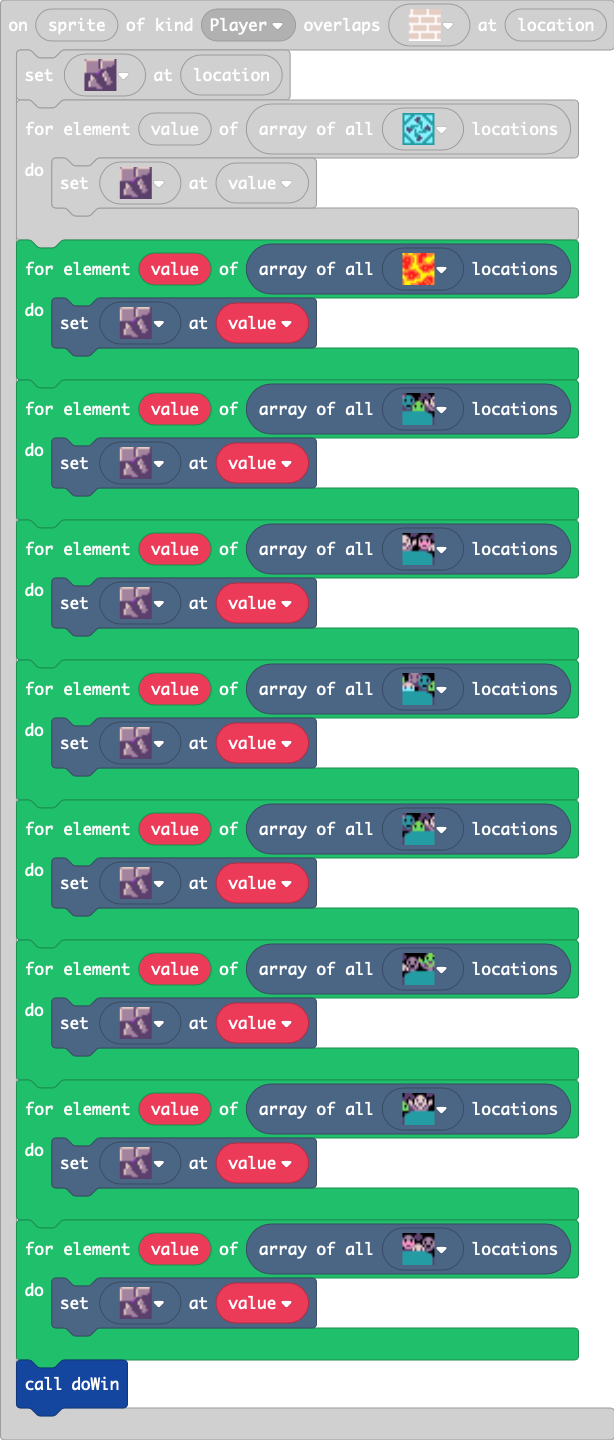 on sprite of kind Player overlaps at location
set at location
for element value of array of all locations
do set at value
for element value of array of all locations
do set at value
for element value of array of all locations
do set at value
for element value of array of all locations
do set at value
for element value of array of all locations
do set at value
for element value of array of all locations
do set at value
for element value of array of all locations
do set at value
for element value of array of all locations
do set at value
for element value of array of all locations
do set at value
call doWin